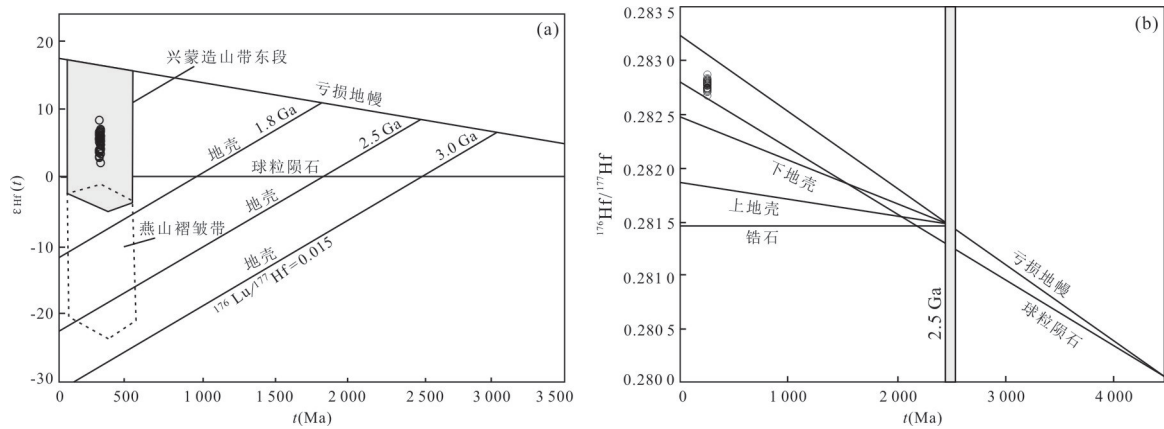 (a)
20
10
0
-10
-20
-30
εHf(t)
0
500
1 000
1 500
2 000
2 500
3 000
3 500
t(Ma)
兴蒙造山带东段
亏损地幔
地壳 1.8 Ga
地壳 2.5 Ga
地壳 3.0 Ga
球粒陨石
燕山褶皱带
¹⁷⁶Lu/¹⁷⁷Hf=0.015
(b)
0.283 5
0.283 0
0.282 5
0.282 0
0.281 5
0.281 0
0.280 5
0.280 0
¹⁷⁶Hf/¹⁷⁷Hf
0
1 000
2 000
3 000
4 000
t(Ma)
下地壳
上地壳
锆石
2.5 Ga
亏损地幔
球粒陨石